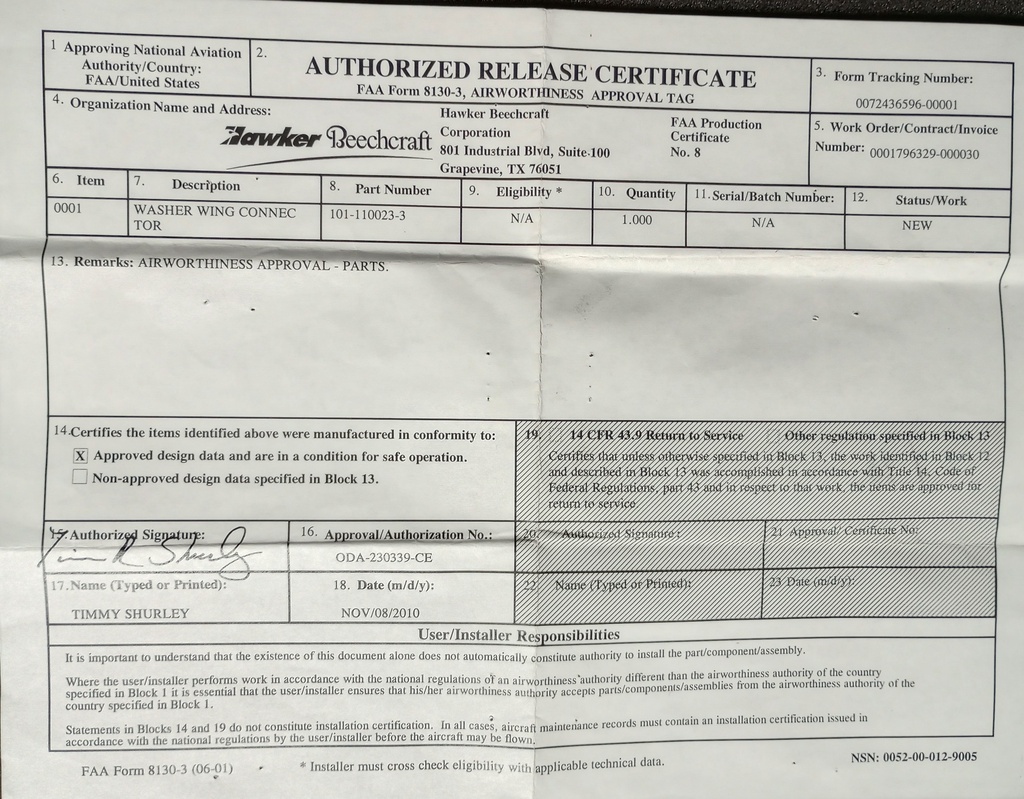 1 Approving National Aviation
Authority/Country:
FAA/United States
2.
AUTHORIZED RELEASE CERTIFICATE
FAA Form 8130-3, AIRWORTHINESS APPROVAL TAG
3. Form Tracking Number:
0072436596-00001
4. Organization Name and Address:
Hawker Beechcraft
Hawker Beechcraft
Corporation
801 Industrial Blvd, Suite 100
Grapevine, TX 76051
FAA Production
Certificate
No. 8
5. Work Order/Contract/Invoice
Number: 0001796329-000030
6. Item
7. Description
8. Part Number
9. Eligibility *
10. Quantity
11. Serial/Batch Number:
12. Status/Work
0001
WASHER WING CONNEC
TOR
101-110023-3
N/A
1.000
N/A
NEW
13. Remarks: AIRWORTHINESS APPROVAL - PARTS.
14. Certifies the items identified above were manufactured in conformity to:
X Approved design data and are in a condition for safe operation.
Non-approved design data specified in Block 13.
19. 14 CFR 43.9 Return to Service Other regulation specified in Block 13
Certifies that unless otherwise specified in Block 13, the work identified in Block 12
and described in Block 13 was accomplished in accordance with Title 14, Code of
Federal Regulations, part 43 and in respect to that work, the items are approved for
return to service.
15. Authorized Signature:
Timmy R Shurley
16. Approval/Authorization No.:
ODA-230339-CE
20. Authorized Signature:
21 Approval/ Certificate No:
17. Name (Typed or Printed):
TIMMY SHURLEY
18. Date (m/d/y):
NOV/08/2010
22. Name (Typed or Printed):
23 Date (m/d/y):
User/Installer Responsibilities
It is important to understand that the existence of this document alone does not automatically constitute authority to install the part/component/assembly.
Where the user/installer performs work in accordance with the national regulations of an airworthiness authority different than the airworthiness authority of the country
specified in Block 1 it is essential that the user/installer ensures that his/her airworthiness authority accepts parts/components/assemblies from the airworthiness authority of the
country specified in Block 1.
Statements in Blocks 14 and 19 do not constitute installation certification. In all cases, aircraft maintenance records must contain an installation certification issued in
accordance with the national regulations by the user/installer before the aircraft may be flown.
FAA Form 8130-3 (06-01)
* Installer must cross check eligibility with applicable technical data.
NSN: 0052-00-012-9005